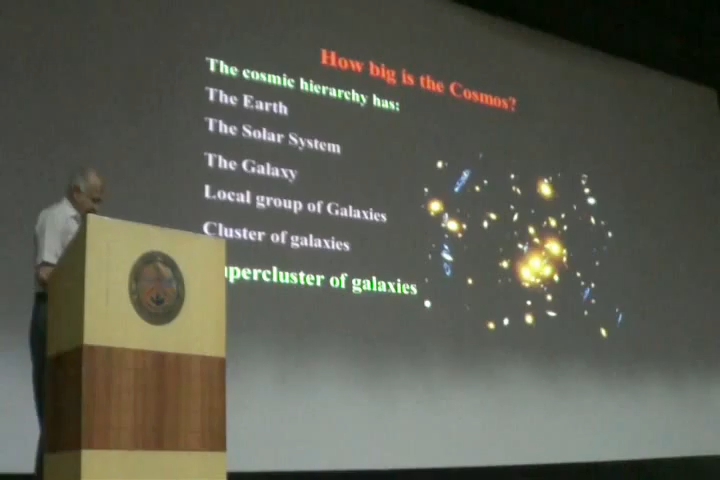 How big is the Cosmos?
The cosmic hierarchy has:
The Earth
The Solar System
The Galaxy
Local group of Galaxies
Cluster of galaxies
upercluster of galaxies